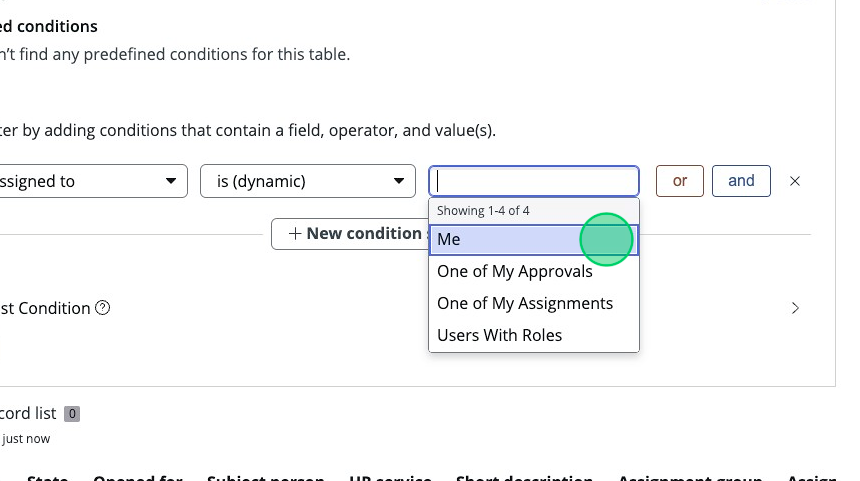 ed conditions
n't find any predefined conditions for this table.
ter by adding conditions that contain a field, operator, and value(s).
ssigned to
is (dynamic)
or
and
Showing 1-4 of 4
+ New condition
Me
One of My Approvals
One of My Assignments
Users With Roles
st Condition
cord list 0
just now
State Opened for Subject person HR service Short description Assignment group Assign